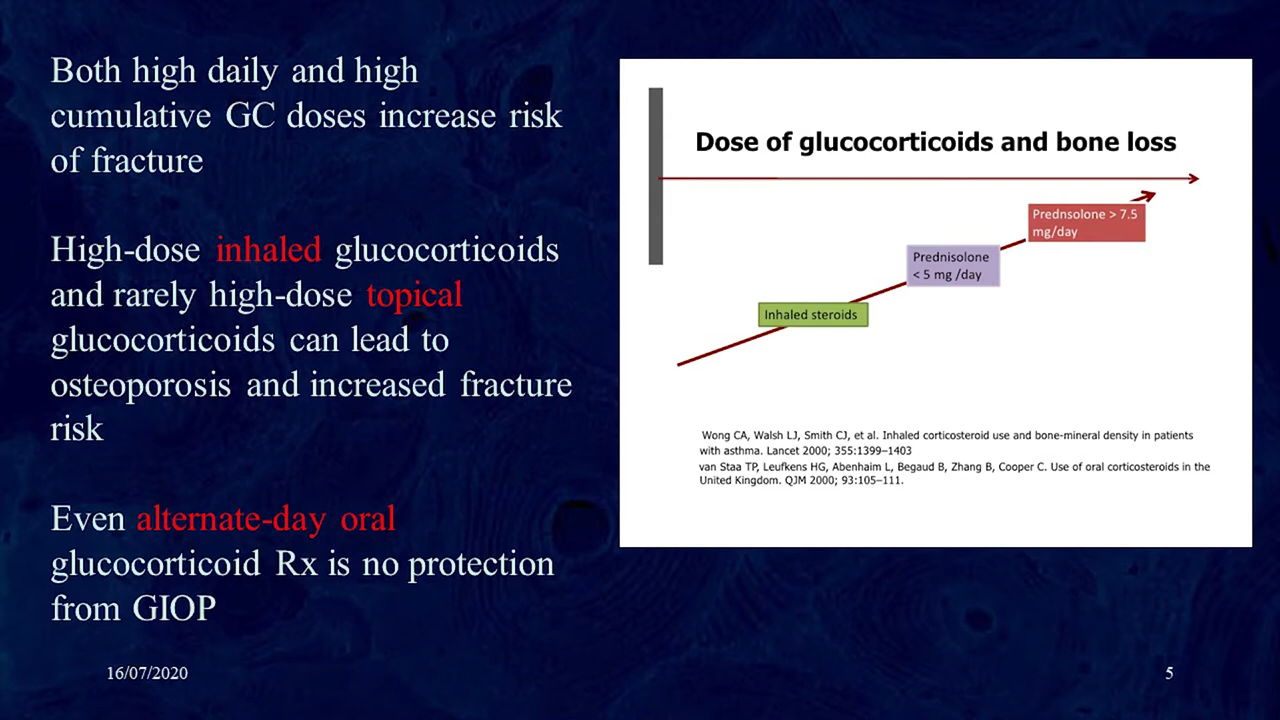 Both high daily and high
cumulative GC doses increase risk
of fracture
High-dose inhaled glucocorticoids
and rarely high-dose topical
glucocorticoids can lead to
osteoporosis and increased fracture
risk
Even alternate-day oral
glucocorticoid Rx is no protection
from GIOP
Dose of glucocorticoids and bone loss
Prednsolone > 7.5
mg/day
Prednisolone
< 5 mg /day
Inhaled steroids
Wong CA, Walsh LJ, Smith CJ, et al. Inhaled corticosteroid use and bone-mineral density in patients
with asthma. Lancet 2000; 355:1399–1403
van Staa TP, Leufkens HG, Abenhaim L, Begaud B, Zhang B, Cooper C. Use of oral corticosteroids in the
United Kingdom. QJM 2000; 93:105–111.
16/07/2020
5